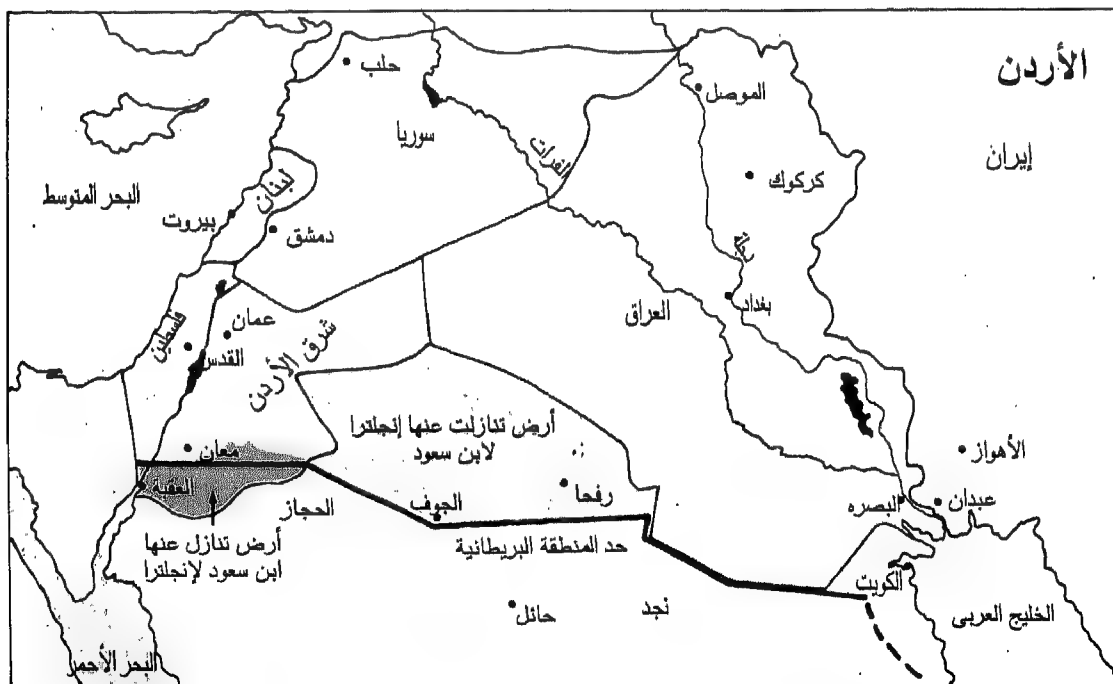 الأردن
حلب
الموصل
سوريا
إيران
الفرات
كركوك
البحر المتوسط
لبنان
بيروت
دمشق
بغداد
العراق
فلسطين
عمان
القدس
شرق الأردن
أرض تنازلت عنها إنجلترا
لابن سعود
معان
الأهواز
العقبة
رفحا
الجوف
الحجاز
البصره
عبدان
أرض تنازل عنها
ابن سعود لإنجلترا
حد المنطقة البريطانية
الكويت
حائل
نجد
الخليج العربى
البحر الأحمر